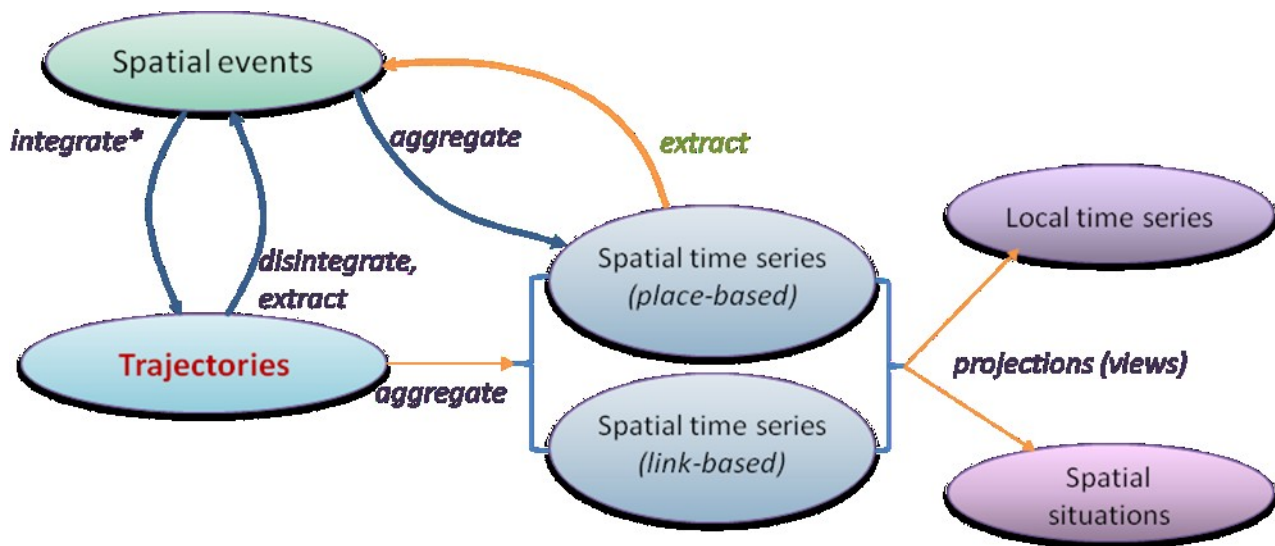 Spatial events
integrate*
aggregate
extract
Local time series
disintegrate,
extract
Spatial time series
(place-based)
Trajectories
aggregate
projections (views)
Spatial time series
(link-based)
Spatial
situations